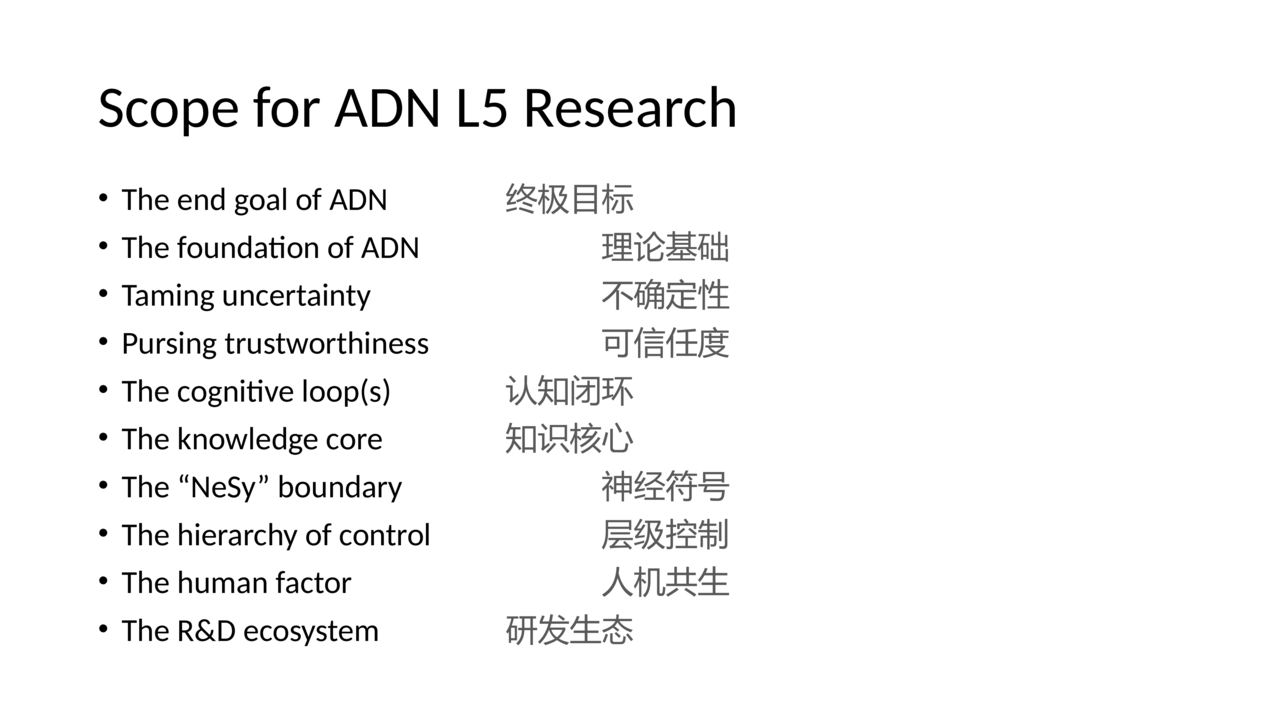 Scope for ADN L5 Research
• The end goal of ADN 终极目标
• The foundation of ADN 理论基础
• Taming uncertainty 不确定性
• Pursing trustworthiness 可信任度
• The cognitive loop(s) 认知闭环
• The knowledge core 知识核心
• The “NeSy” boundary 神经符号
• The hierarchy of control 层级控制
• The human factor 人机共生
• The R&D ecosystem 研发生态